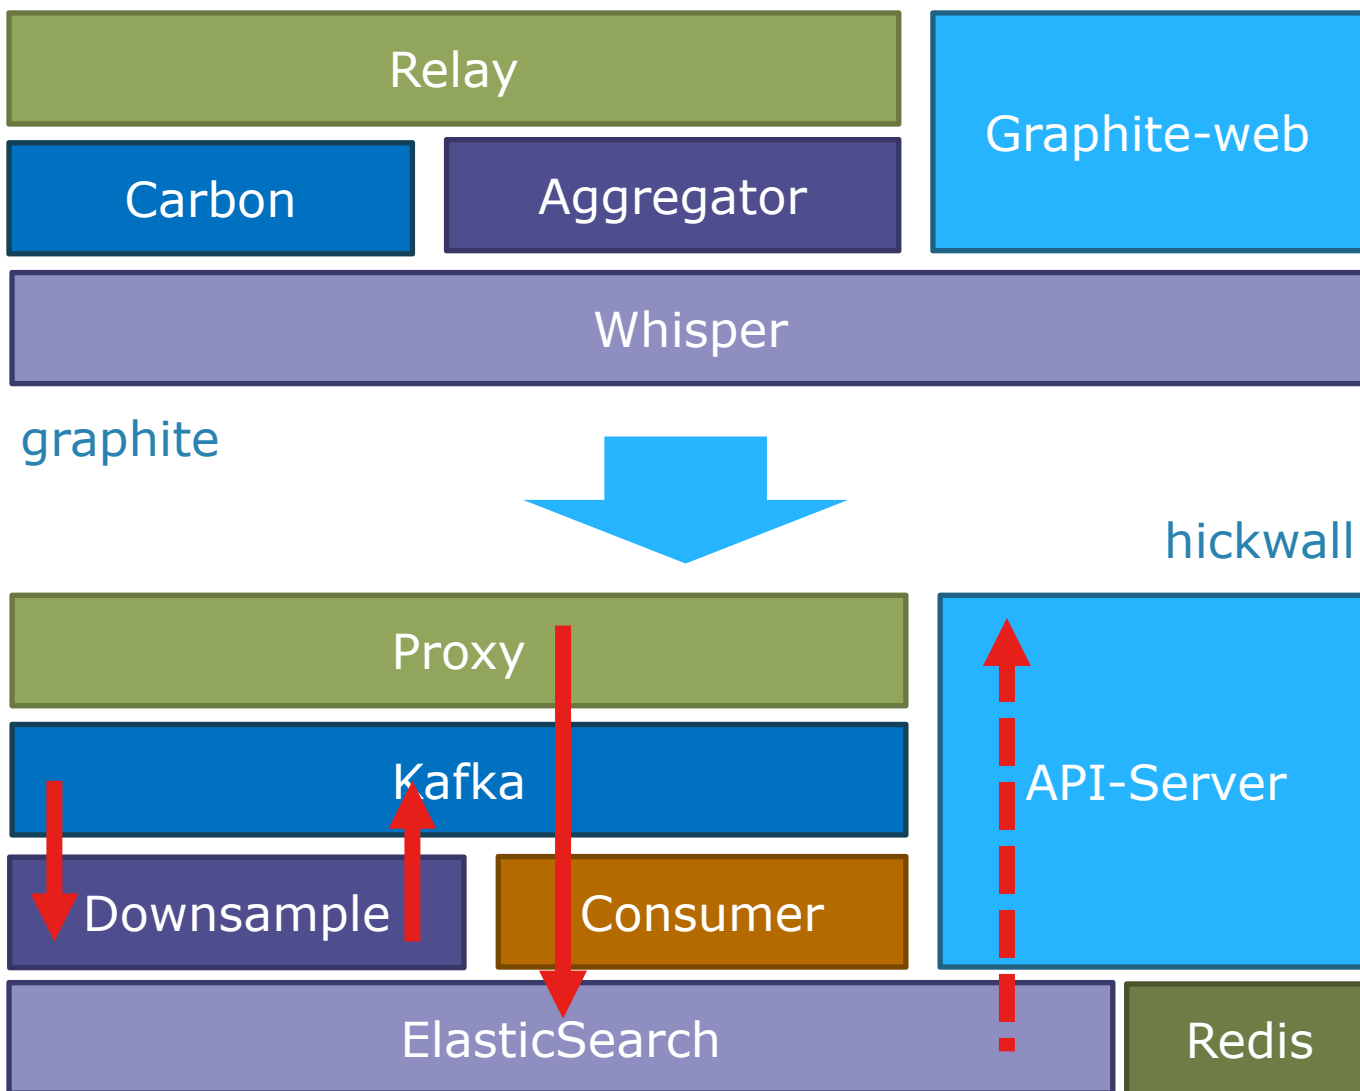 Relay
Graphite-web
Carbon
Aggregator
Whisper
graphite
hickwall
Proxy
Kafka
API-Server
Downsample
Consumer
ElasticSearch
Redis